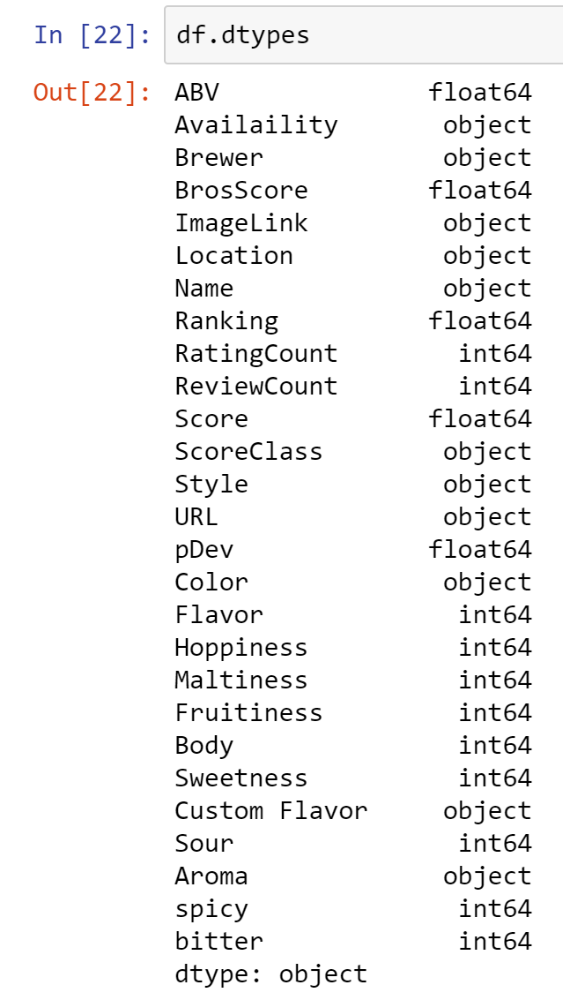 In [22]: df.dtypes
Out[22]: ABV float64
Availaility object
Brewer object
BrosScore float64
ImageLink object
Location object
Name object
Ranking float64
RatingCount int64
ReviewCount int64
Score float64
ScoreClass object
Style object
URL object
pDev float64
Color object
Flavor int64
Hoppiness int64
Maltiness int64
Fruitiness int64
Body int64
Sweetness int64
Custom Flavor object
Sour int64
Aroma object
spicy int64
bitter int64
dtype: object